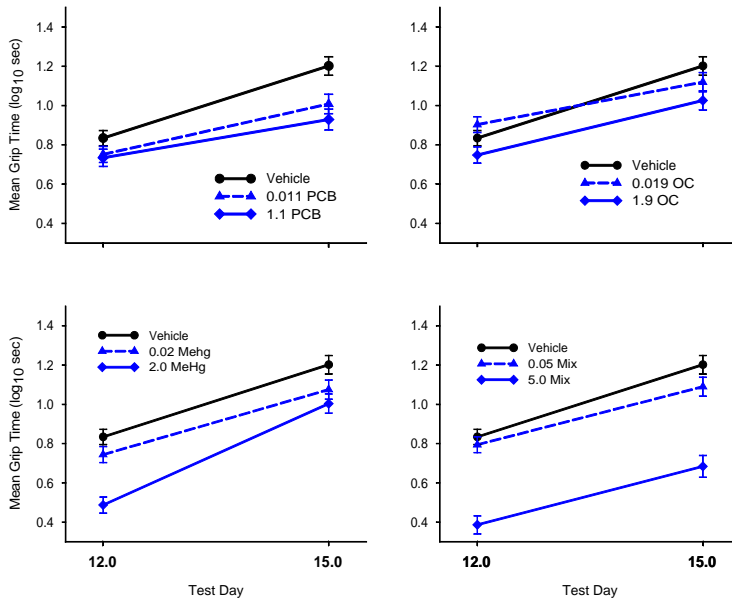 Mean Grip Time (log10 sec)
1.4
1.2
1.0
0.8
0.6
0.4
Vehicle
0.011 PCB
1.1 PCB
1.4
1.2
1.0
0.8
0.6
0.4
Vehicle
0.019 OC
1.9 OC
Mean Grip Time (log10 sec)
1.4
1.2
1.0
0.8
0.6
0.4
Vehicle
0.02 Mehg
2.0 MeHg
12.0 15.0
Test Day
1.4
1.2
1.0
0.8
0.6
0.4
Vehicle
0.05 Mix
5.0 Mix
12.0 15.0
Test Day